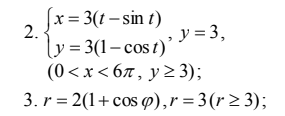 2. { x = 3(t − sin t)
y = 3(1 − cos t) , y = 3,
(0 < x < 6π, y ≥ 3);
3. r = 2(1 + cos φ), r = 3 (r ≥ 3);